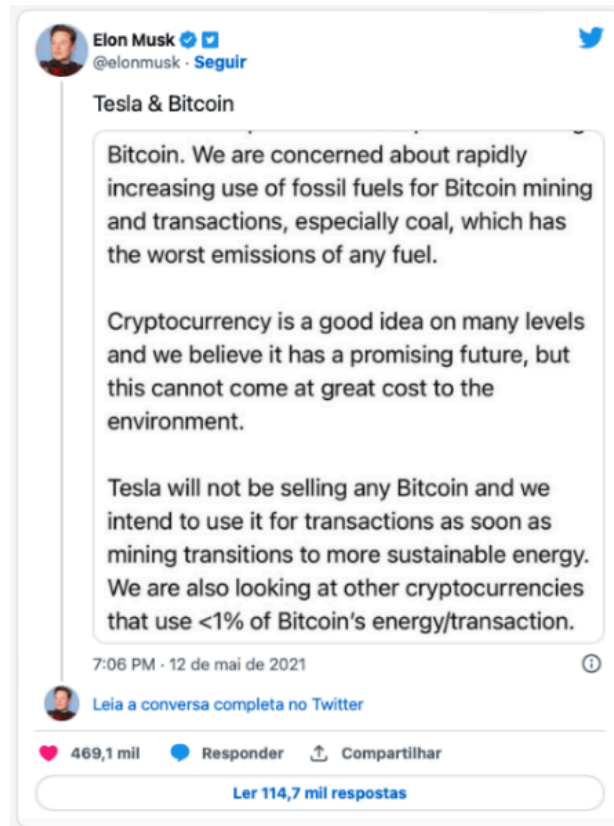 Elon Musk
@elonmusk · Seguir
Tesla & Bitcoin
Bitcoin. We are concerned about rapidly
increasing use of fossil fuels for Bitcoin mining
and transactions, especially coal, which has
the worst emissions of any fuel.
Cryptocurrency is a good idea on many levels
and we believe it has a promising future, but
this cannot come at great cost to the
environment.
Tesla will not be selling any Bitcoin and we
intend to use it for transactions as soon as
mining transitions to more sustainable energy.
We are also looking at other cryptocurrencies
that use <1% of Bitcoin's energy/transaction.
7:06 PM · 12 de mai de 2021
Leia a conversa completa no Twitter
469,1 mil Responder Compartilhar
Ler 114,7 mil respostas